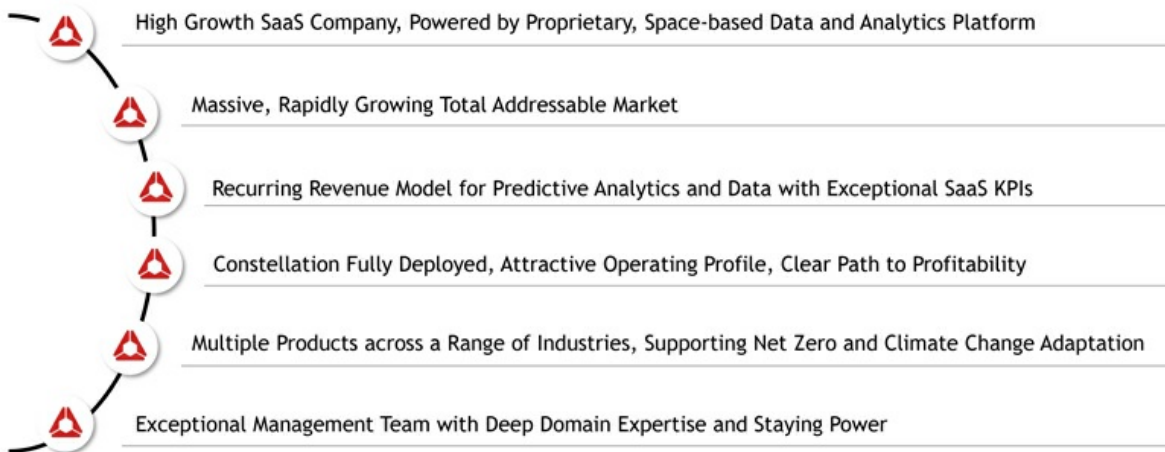 High Growth SaaS Company, Powered by Proprietary, Space-based Data and Analytics Platform
Massive, Rapidly Growing Total Addressable Market
Recurring Revenue Model for Predictive Analytics and Data with Exceptional SaaS KPIs
Constellation Fully Deployed, Attractive Operating Profile, Clear Path to Profitability
Multiple Products across a Range of Industries, Supporting Net Zero and Climate Change Adaptation
Exceptional Management Team with Deep Domain Expertise and Staying Power